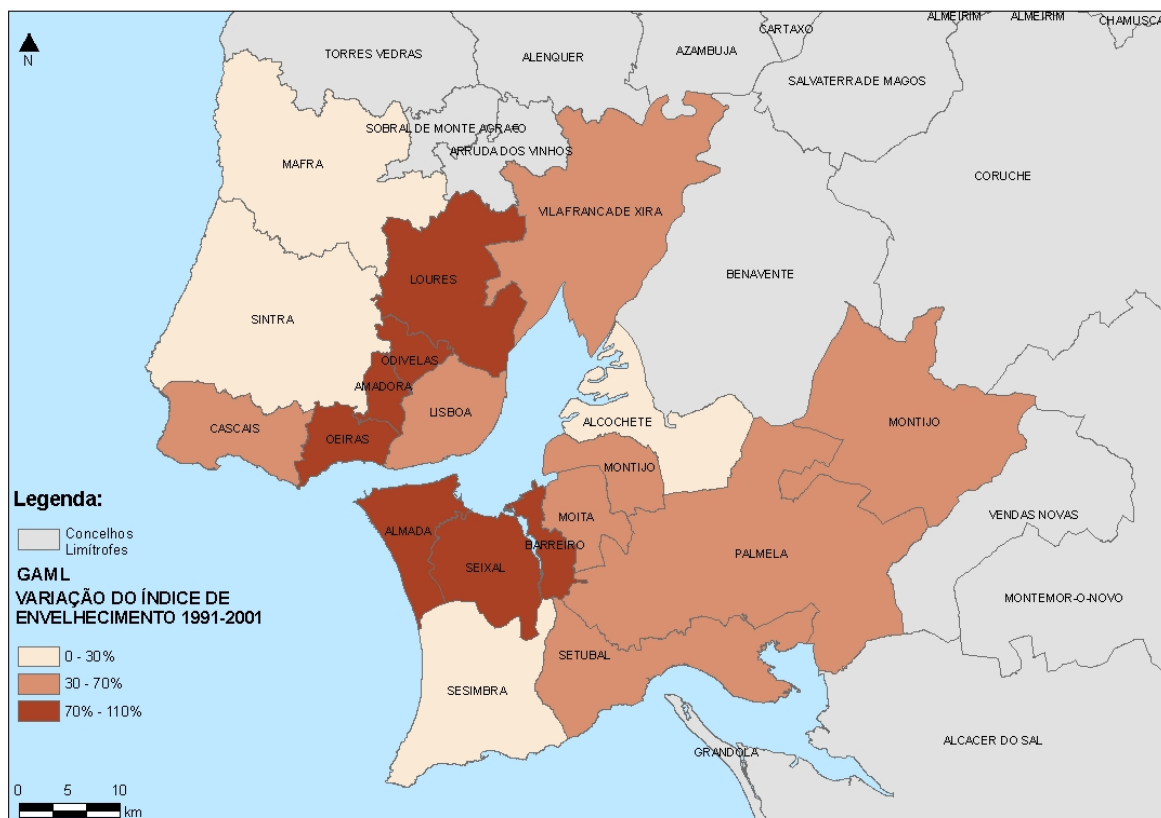 ALMEIRIM
ALMEIRIM
CHAMUSCA
CARTAXO
N
TORRES VEDRAS
ALENQUER
AZAMBUJA
SALVATERRA DE MAGOS
SOBRAL DE MONTE AGRAÇO
ARRUDA DOS VINHOS
MAFRA
CORUCHE
VILA FRANCA DE XIRA
BENAVENTE
LOURES
SINTRA
ODIVELAS
AMADORA
LISBOA
CASCAIS
OEIRAS
ALCOCHETE
MONTIJO
MONTIJO
Legenda:
Concelhos
Limítrofes
GAML
VARIAÇÃO DO ÍNDICE DE
ENVELHECIMENTO 1991-2001
0 - 30%
30 - 70%
70% - 110%
ALMADA
SEIXAL
BARREIRO
MOITA
PALMELA
VENDAS NOVAS
MONTEMOR-O-NOVO
SETUBAL
SESIMBRA
GRANDOLA
ALCACER DO SAL
0 5 10
km